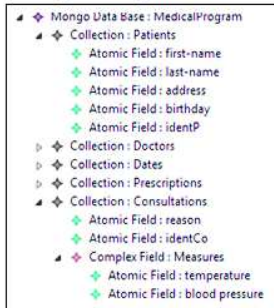 Mongo Data Base : MedicalProgram
Collection : Patients
Atomic Field : first-name
Atomic Field : last-name
Atomic Field : address
Atomic Field : birthday
Atomic Field : identP
Collection : Doctors
Collection : Dates
Collection : Prescriptions
Collection : Consultations
Atomic Field : reason
Atomic Field : identCo
Complex Field : Measures
Atomic Field : temperature
Atomic Field : blood pressure